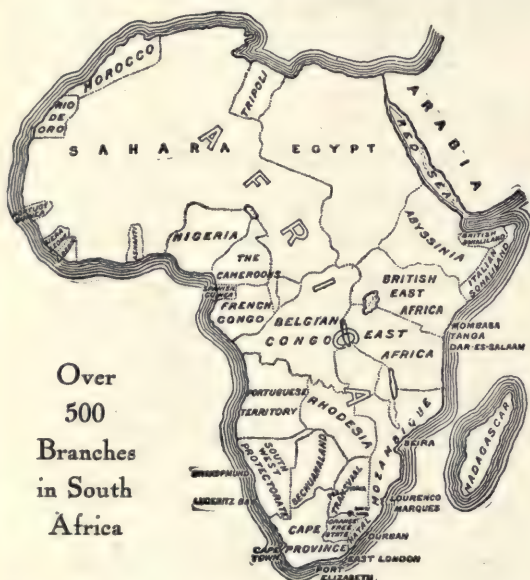 MOROCCO
TRIPOLI
RIO
DE
ORO
ARABIA
RED SEA
SAHARA
EGYPT
AFRICA
NIGERIA
ABYSSINIA
BRITISH
SOMALILAND
ITALIAN
SOMALILAND
THE
CAMEROONS
FRENCH
CONGO
BELGIAN
CONGO
BRITISH
EAST
AFRICA
EAST
AFRICA
MOMBASA
TANGA
DAR-ES-SALAAM
Over
500
Branches
in South
Africa
PORTUGUESE
TERRITORY
RHODESIA
MOZAMBIQUE
BEIRA
MADAGASCAR
SOUTH
WEST
PROTECTORATE
BECHUANALAND
TRANSVAAL
ORANGE FREE
STATE
NATAL
LOURENCO
MARQUES
DURBAN
CAPE
PROVINCE
CAPE
TOWN
EAST LONDON
PORT
ELIZABETH